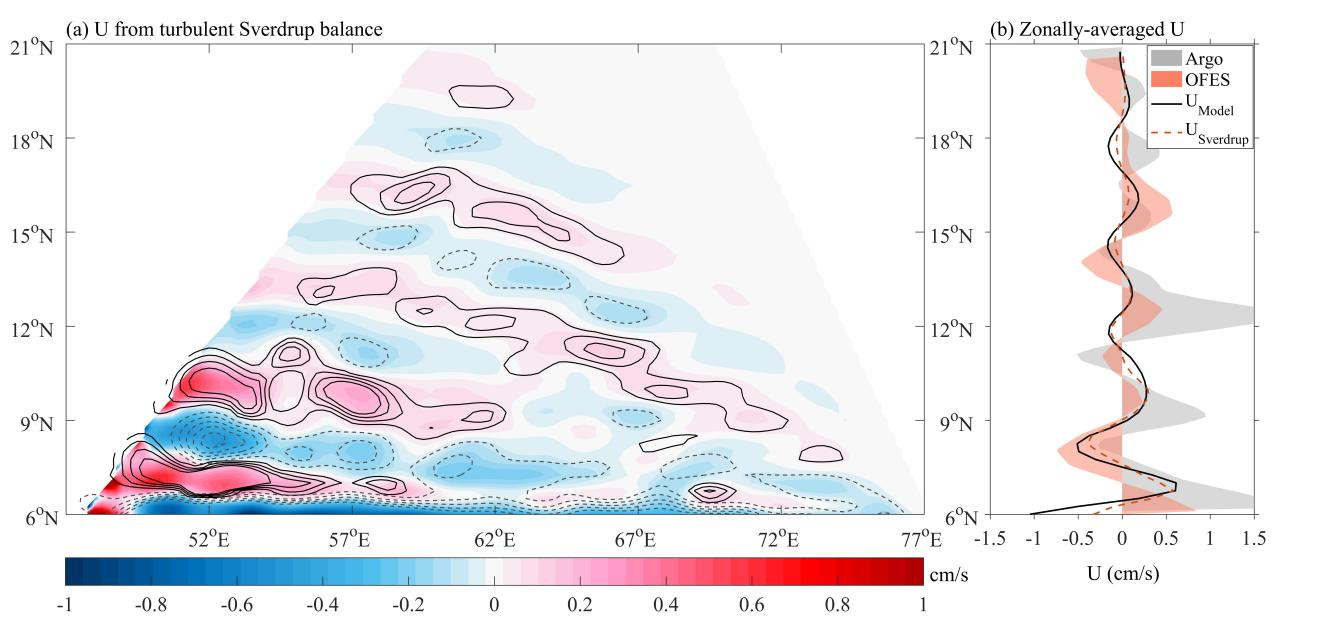 (a) U from turbulent Sverdrup balance
21°N
18°N
15°N
12°N
9°N
6°N
52°E
57°E
62°E
67°E
72°E
77°E
cm/s
-1
-0.8
-0.6
-0.4
-0.2
0
0.2
0.4
0.6
0.8
1
(b) Zonally-averaged U
21°N
18°N
15°N
12°N
9°N
6°N
Argo
OFES
U_Model
U_Sverdrup
-1.5
-1
-0.5
0
0.5
1
1.5
U (cm/s)